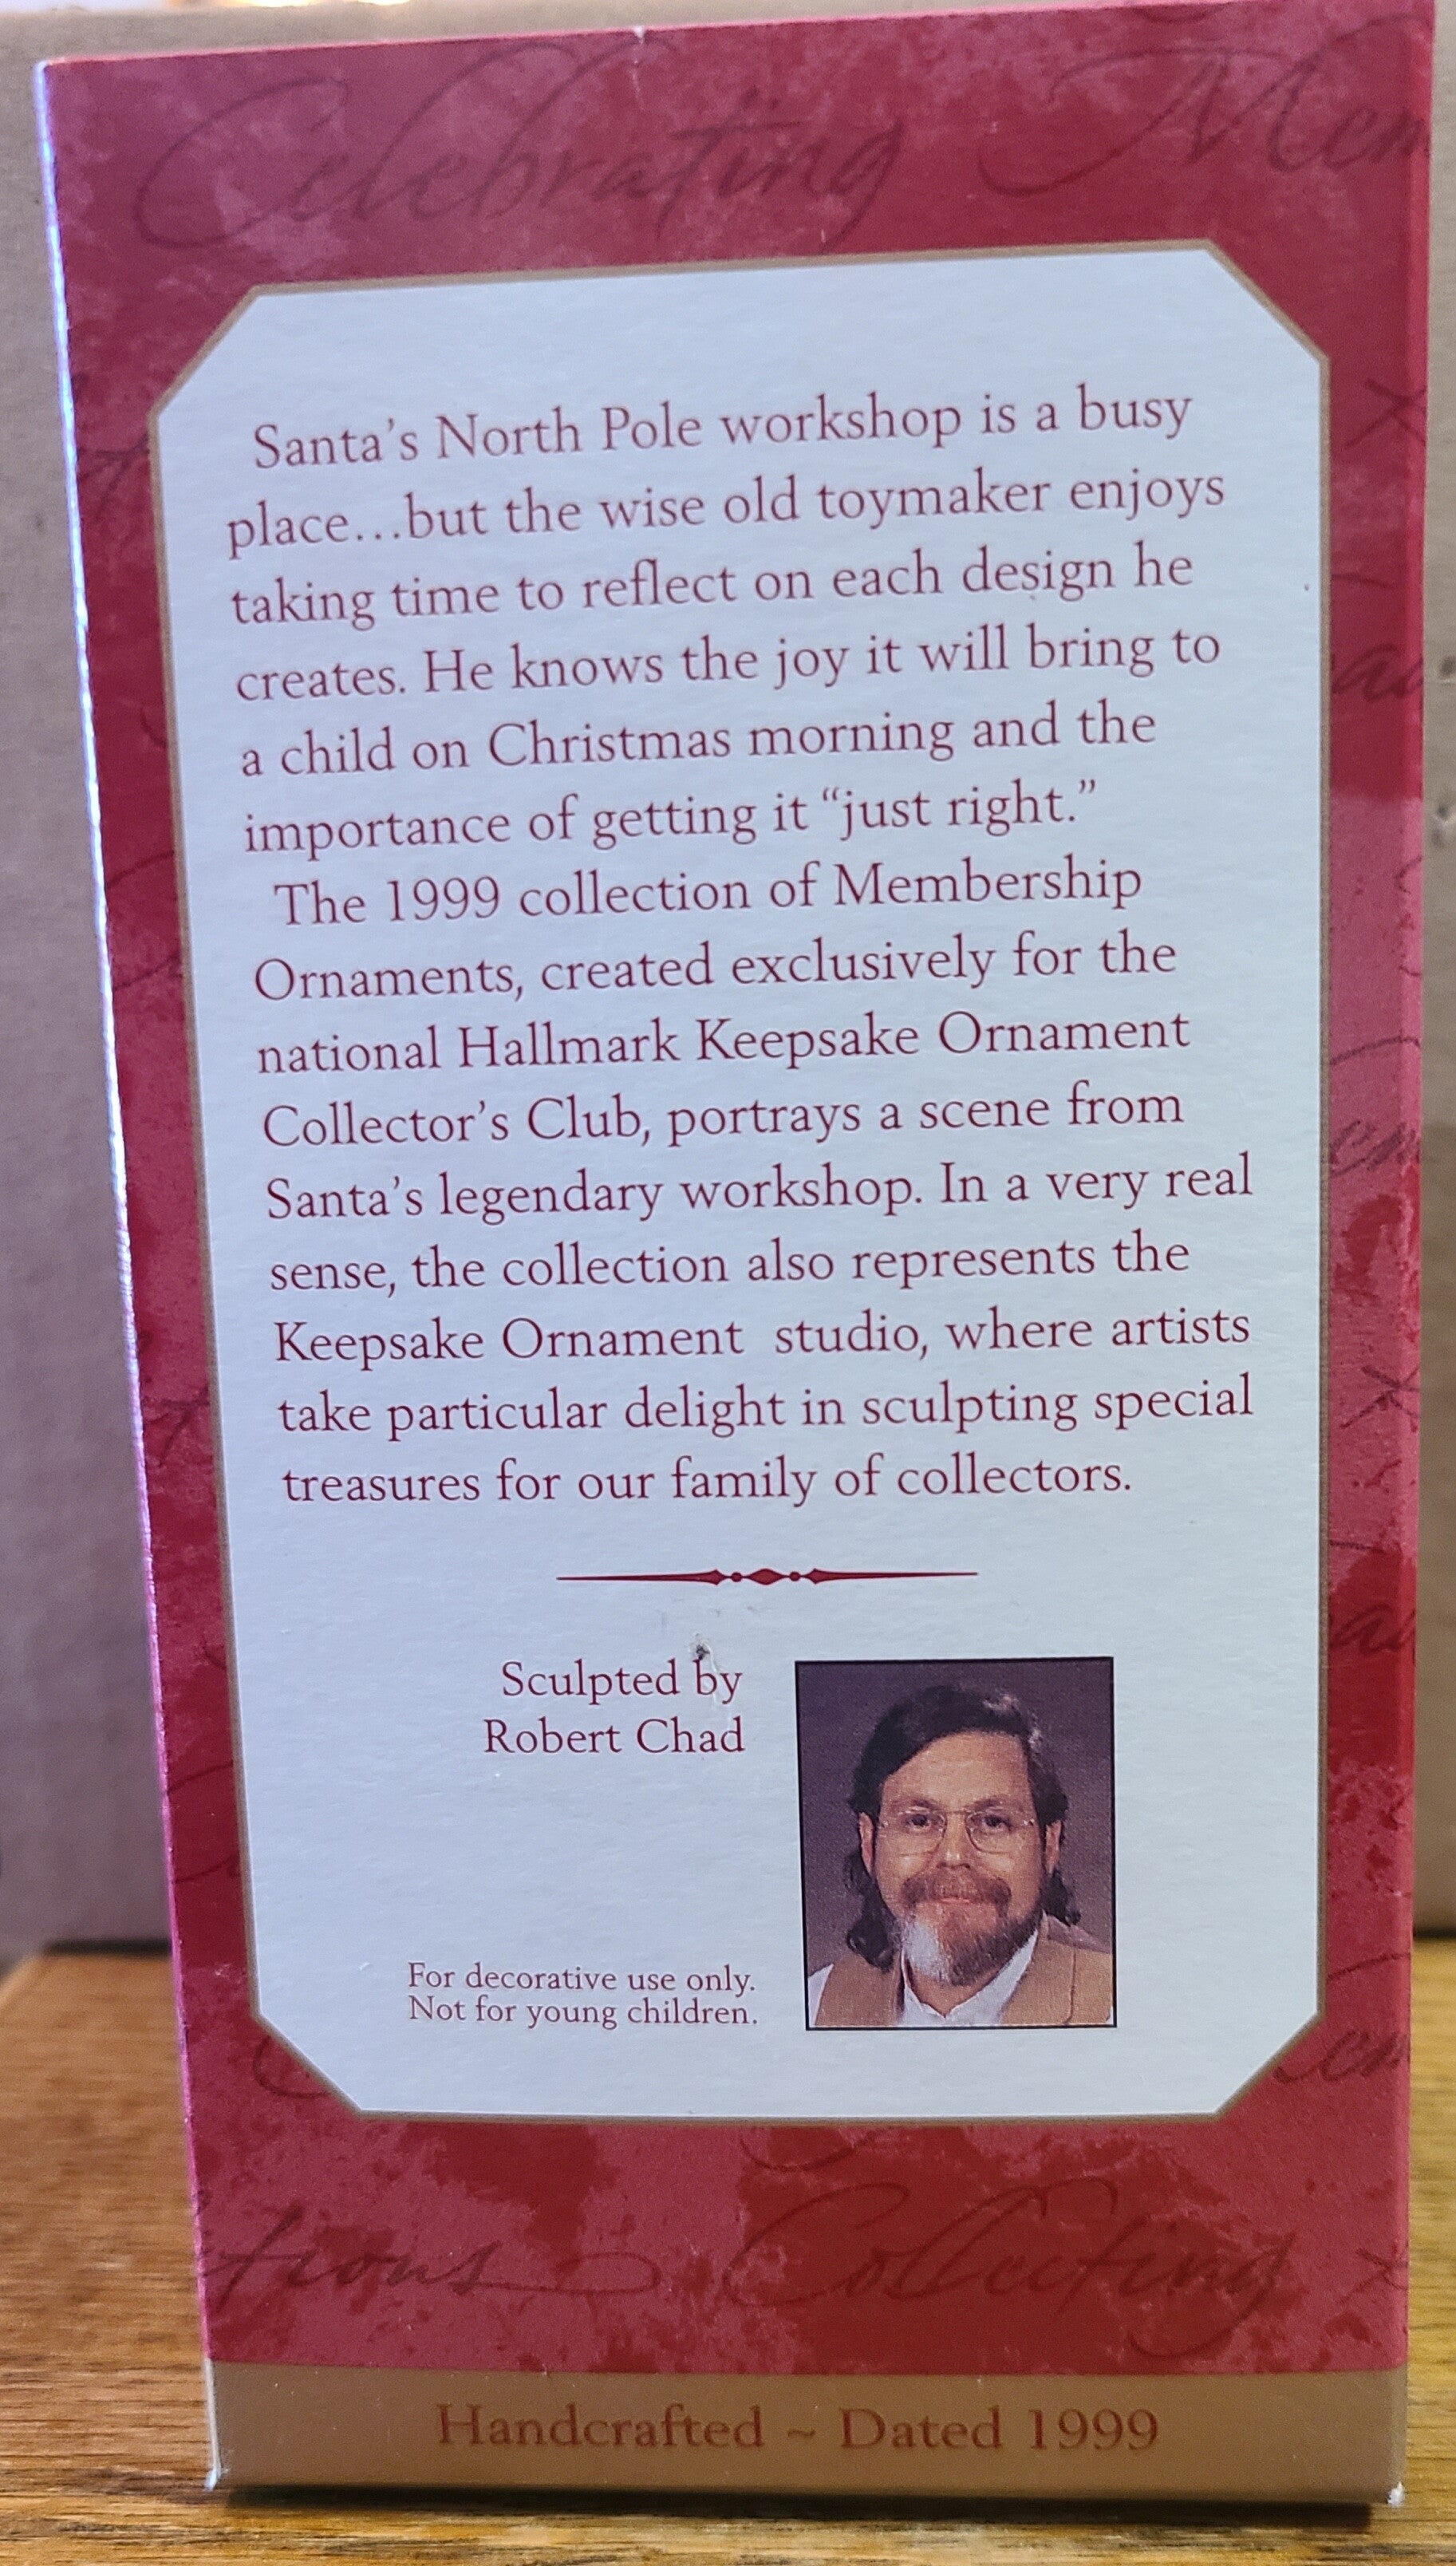 Celebrating Mem
Santa's North Pole workshop is a busy
place...but the wise old toymaker enjoys
taking time to reflect on each design he
creates. He knows the joy it will bring to
a child on Christmas morning and the
importance of getting it “just right.”
The 1999 collection of Membership
Ornaments, created exclusively for the
national Hallmark Keepsake Ornament
Collector's Club, portrays a scene from
Santa's legendary workshop. In a very real
sense, the collection also represents the
Keepsake Ornament studio, where artists
take particular delight in sculpting special
treasures for our family of collectors.
Sculpted by
Robert Chad
For decorative use only.
Not for young children.
tions Collecting
Handcrafted ~ Dated 1999